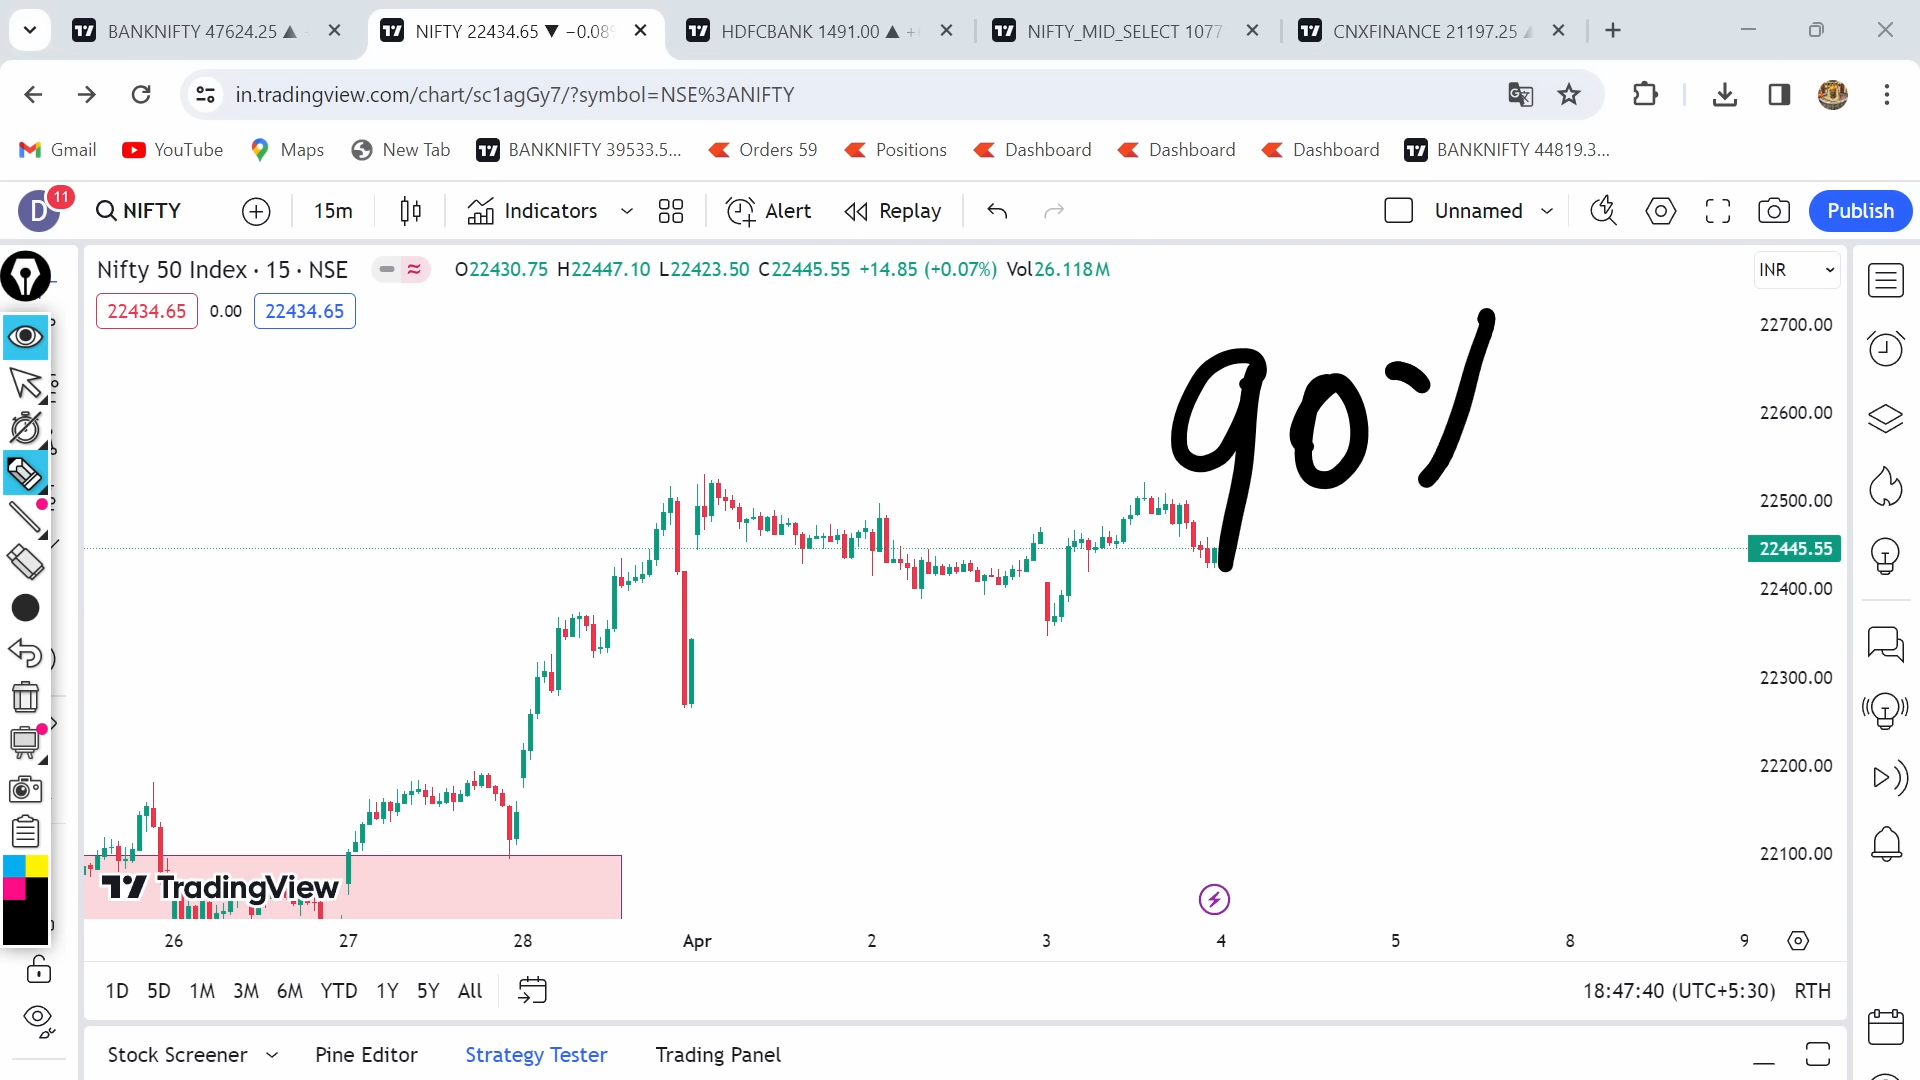 BANKNIFTY 47624.25 ▲ NIFTY 22434.65 ▼ −0.08% HDFCBANK 1491.00 ▲ + NIFTY_MID_SELECT 1077 CNXFINANCE 21197.25
in.tradingview.com/chart/sc1agGy7/?symbol=NSE%3ANIFTY
Gmail YouTube Maps New Tab BANKNIFTY 39533.5... Orders 59 Positions Dashboard Dashboard Dashboard BANKNIFTY 44819.3...
D 11 NIFTY 15m Indicators Alert Replay Unnamed Publish
Nifty 50 Index · 15 · NSE O22430.75 H22447.10 L22423.50 C22445.55 +14.85 (+0.07%) Vol26.118M INR
22434.65 0.00 22434.65
22700.00
90%
22600.00
22500.00
22445.55
22400.00
22300.00
22200.00
22100.00
TradingView
26 27 28 Apr 2 3 4 5 8 9
1D 5D 1M 3M 6M YTD 1Y 5Y All 18:47:40 (UTC+5:30) RTH
Stock Screener Pine Editor Strategy Tester Trading Panel